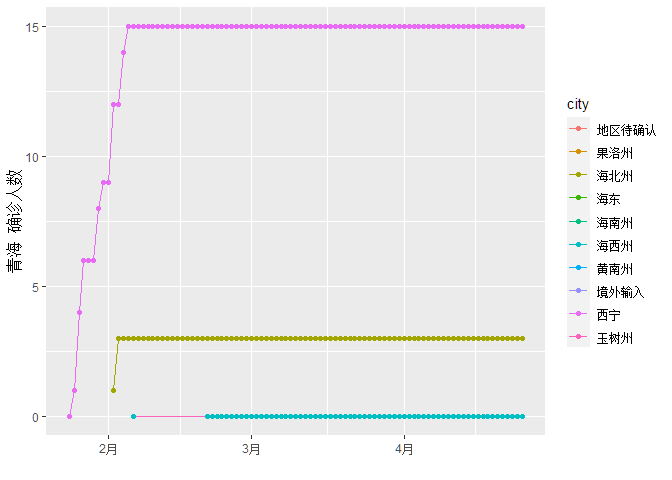 15
10
5
0
青海 确诊人数
2月
3月
4月
city
地区待确认
果洛州
海北州
海东
海南州
海西州
黄南州
境外输入
西宁
玉树州